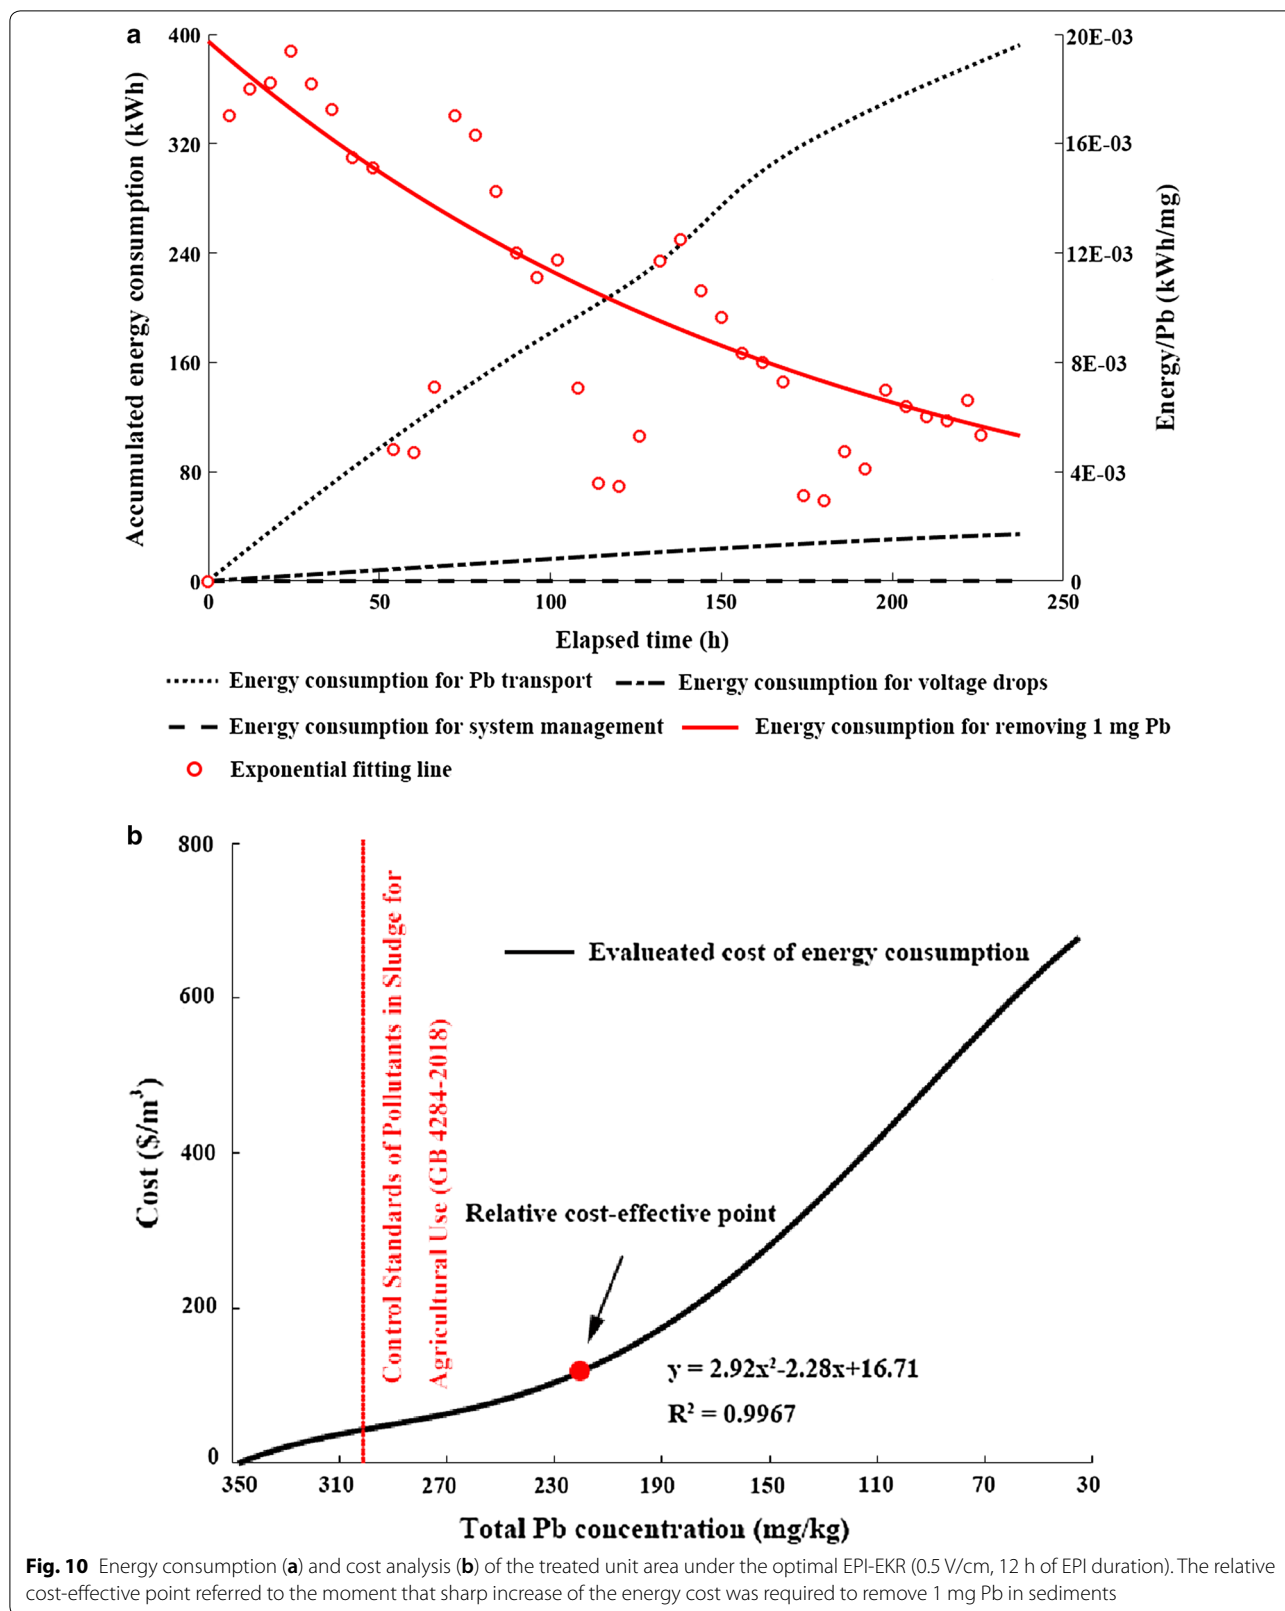 a
400
320
240
160
80
0
Accumulated energy consumption (kWh)
20E-03
16E-03
12E-03
8E-03
4E-03
0
Energy/Pb (kWh/mg)
0 50 100 150 200 250
Elapsed time (h)
Energy consumption for Pb transport
Energy consumption for voltage drops
Energy consumption for system management
Energy consumption for removing 1 mg Pb
Exponential fitting line
b
800
600
400
200
0
Cost ($/m³)
Control Standards of Pollutants in Sludge for
Agricultural Use (GB 4284-2018)
Evalueated cost of energy consumption
Relative cost-effective point
y = 2.92x²-2.28x+16.71
R² = 0.9967
350 310 270 230 190 150 110 70 30
Total Pb concentration (mg/kg)
Fig. 10 Energy consumption (a) and cost analysis (b) of the treated unit area under the optimal EPI-EKR (0.5 V/cm, 12 h of EPI duration). The relative
cost-effective point referred to the moment that sharp increase of the energy cost was required to remove 1 mg Pb in sediments